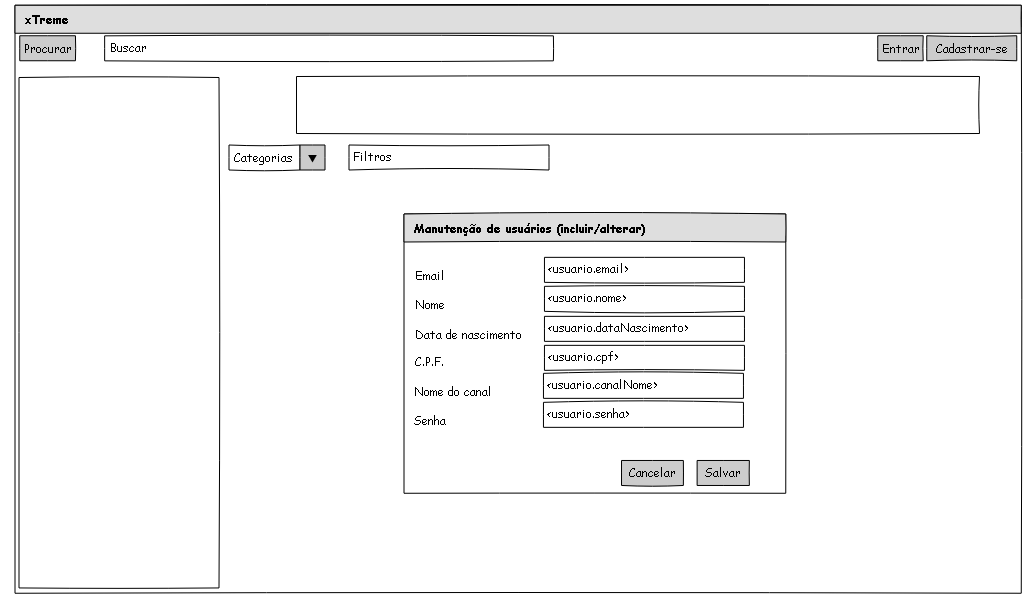 xTreme
Procurar
Buscar
Entrar
Cadastrar-se
Categorias ▼
Filtros
Manutenção de usuários (incluir/alterar)
Email
<usuario.email>
Nome
<usuario.nome>
Data de nascimento
<usuario.dataNascimento>
C.P.F.
<usuario.cpf>
Nome do canal
<usuario.canalNome>
Senha
<usuario.senha>
Cancelar
Salvar